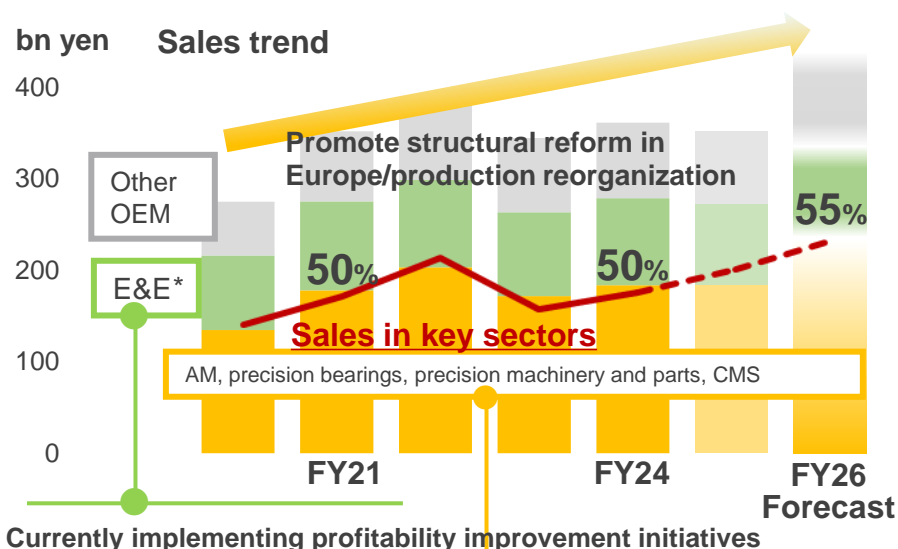 bn yen Sales trend
400
Promote structural reform in
Europe/production reorganization
300
Other
OEM
55%
200
E&E*
50%
50%
Sales in key sectors
100
AM, precision bearings, precision machinery and parts, CMS
0
FY21 FY24 FY26
Forecast
Currently implementing profitability improvement initiatives